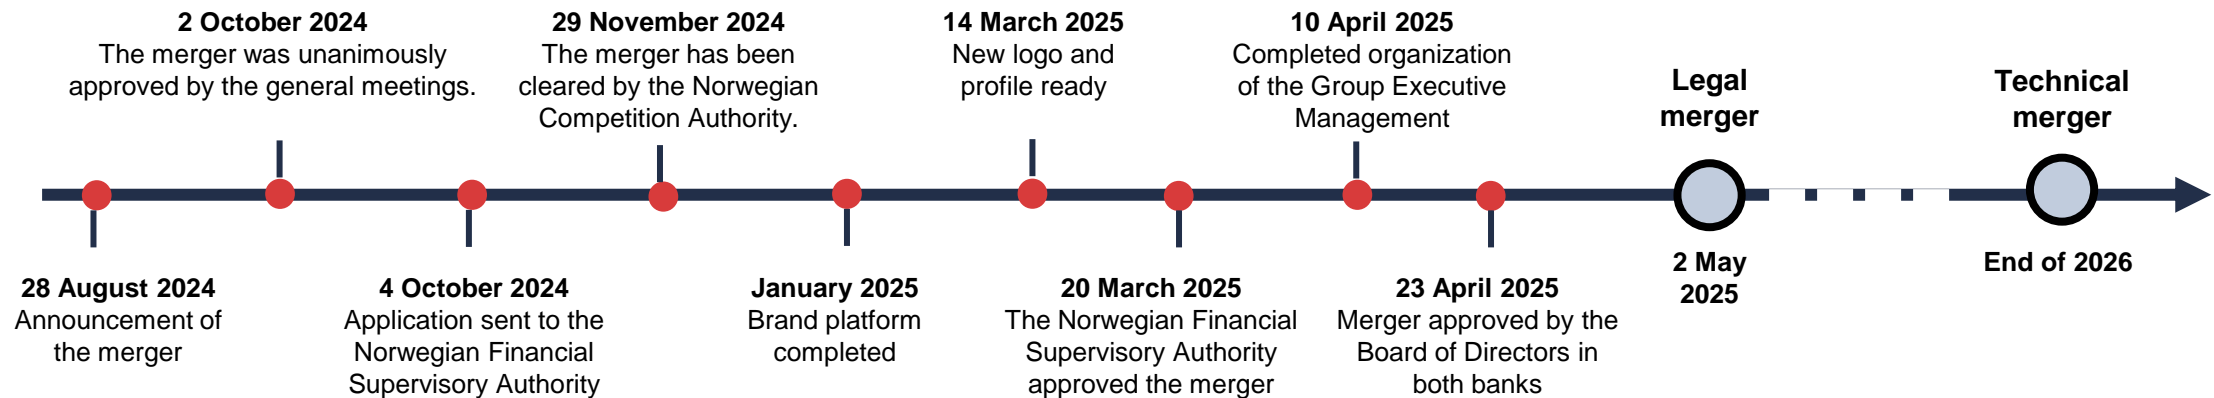 2 October 2024
The merger was unanimously
approved by the general meetings.
29 November 2024
The merger has been
cleared by the Norwegian
Competition Authority.
14 March 2025
New logo and
profile ready
10 April 2025
Completed organization
of the Group Executive
Management
Legal
merger
Technical
merger
28 August 2024
Announcement of
the merger
4 October 2024
Application sent to the
Norwegian Financial
Supervisory Authority
January 2025
Brand platform
completed
20 March 2025
The Norwegian Financial
Supervisory Authority
approved the merger
23 April 2025
Merger approved by the
Board of Directors in
both banks
2 May
2025
End of 2026